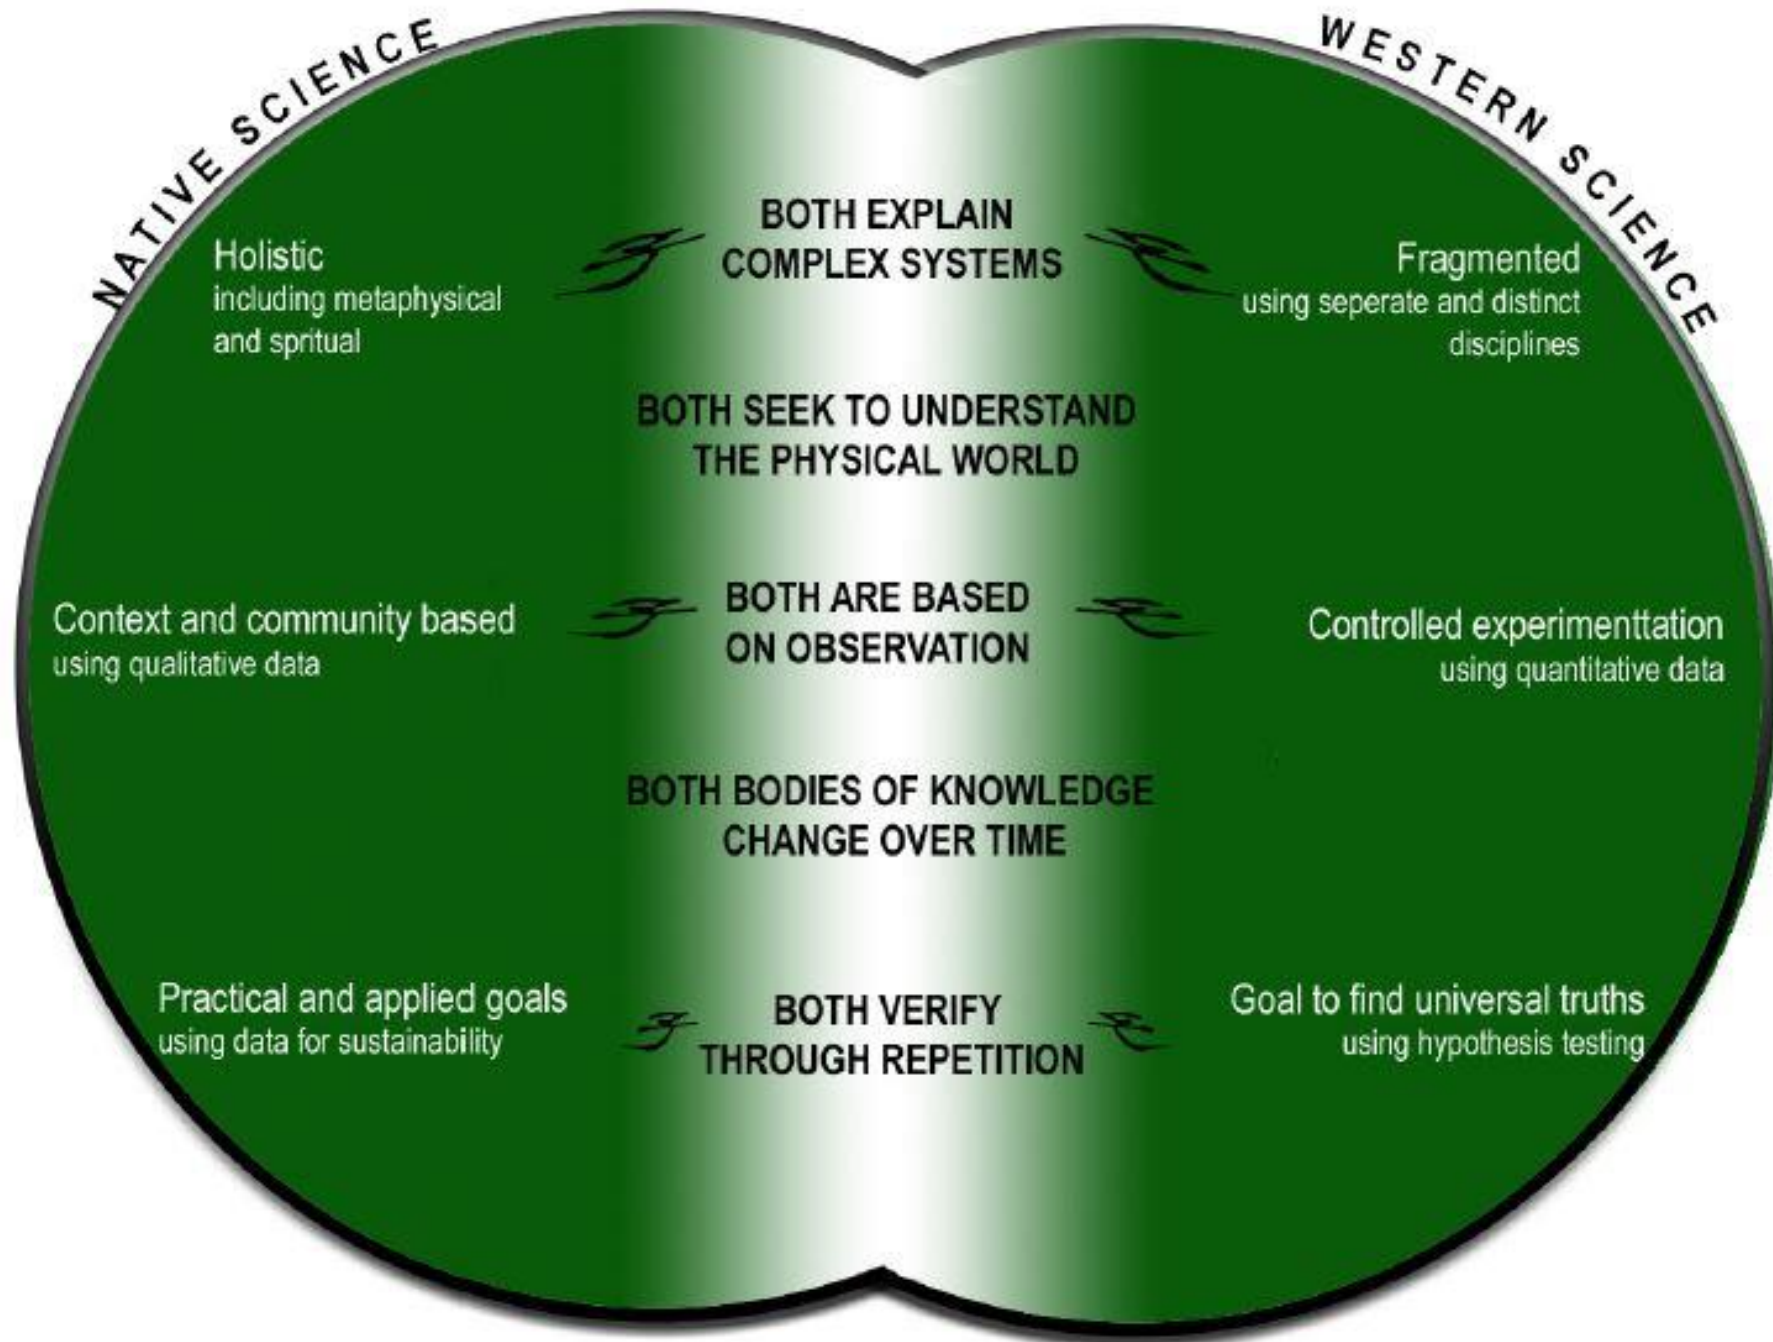 NATIVE SCIENCE
WESTERN SCIENCE
BOTH EXPLAIN
COMPLEX SYSTEMS
Holistic
including metaphysical
and spritual
Fragmented
using seperate and distinct
disciplines
BOTH SEEK TO UNDERSTAND
THE PHYSICAL WORLD
BOTH ARE BASED
ON OBSERVATION
Context and community based
using qualitative data
Controlled experimenttation
using quantitative data
BOTH BODIES OF KNOWLEDGE
CHANGE OVER TIME
BOTH VERIFY
THROUGH REPETITION
Practical and applied goals
using data for sustainability
Goal to find universal truths
using hypothesis testing